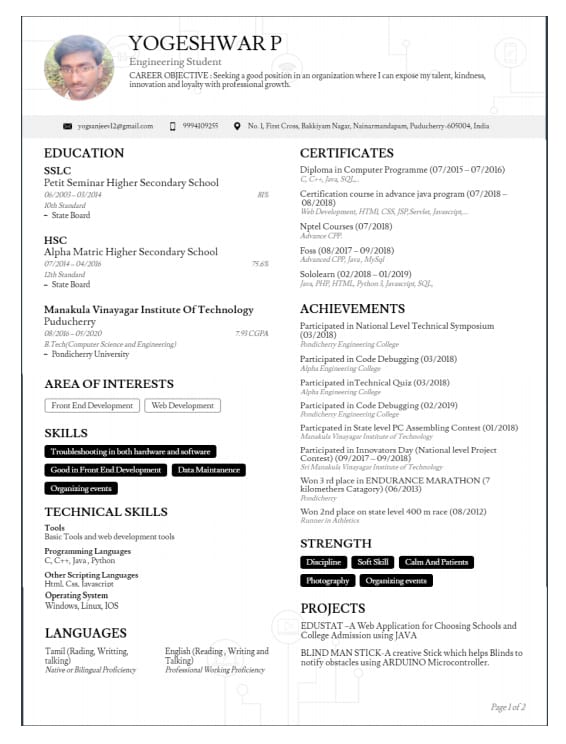 YOGESHWAR P
Engineering Student
CAREER OBJECTIVE : Seeking a good position in an organization where I can expose my talent, kindness,
innovation and loyalty with professional growth.
yogsanjeev12@gmail.com 9994109255 No. 1, First Cross, Bakkiyam Nagar, Nainarmandapam, Puducherry-605004, India
EDUCATION
SSLC
Petit Seminar Higher Secondary School
06/2003 – 03/2014 81%
10th Standard
– State Board
HSC
Alpha Matric Higher Secondary School
07/2014 – 04/2016 75.6%
12th Standard
– State Board
Manakula Vinayagar Institute Of Technology
Puducherry
08/2016 – 05/2020 7.93 CGPA
B.Tech(Computer Science and Engineering)
– Pondicherry University
AREA OF INTERESTS
Front End Development Web Development
SKILLS
Troubleshooting in both hardware and software
Good in Front End Development Data Maintanence
Organizing events
TECHNICAL SKILLS
Tools
Basic Tools and web development tools
Programming Languages
C, C++, Java , Python
Other Scripting Languages
Html, Css, Javascript
Operating System
Windows, Linux, IOS
LANGUAGES
Tamil (Rading, Writting,
talking)
Native or Bilingual Proficiency
English (Reading , Writing and
Talking)
Professional Working Proficiency
CERTIFICATES
Diploma in Computer Programme (07/2015 – 07/2016)
C, C++, Java, SQL,..
Certification course in advance java program (07/2018 –
08/2018)
Web Development, HTML CSS, JSP,Servlet, Javascript,...
Nptel Courses (07/2018)
Advance CPP.
Foss (08/2017 – 09/2018)
Advanced CPP, Java , MySql
Sololearn (02/2018 – 01/2019)
Java, PHP, HTML, Python 3, Javascript, SQL,
ACHIEVEMENTS
Participated in National Level Technical Symposium
(03/2018)
Pondicherry Engineering College
Participated in Code Debugging (03/2018)
Alpha Engineering College
Participated inTechnical Quiz (03/2018)
Alpha Engineering College
Participated in Code Debugging (02/2019)
Pondicherry Engineering College
Partcipated in State level PC Assembling Contest (01/2018)
Manakula Vinayagar Institute of Technology
Participated in Innovators Day (National level Project
Contest) (09/2017 – 09/2018)
Sri Manakula Vinayagar Institute of Technology
Won 3 rd place in ENDURANCE MARATHON (7
kilomethers Catagory) (06/2013)
Pondicherry
Won 2nd place on state level 400 m race (08/2012)
Runner in Athletics
STRENGTH
Discipline Soft Skill Calm And Patients
Photography Organizing events
PROJECTS
EDUSTAT –A Web Application for Choosing Schools and
College Admission using JAVA
BLIND MAN STICK-A creative Stick which helps Blinds to
notify obstacles using ARDUINO Microcontroller.
Page 1 of 2